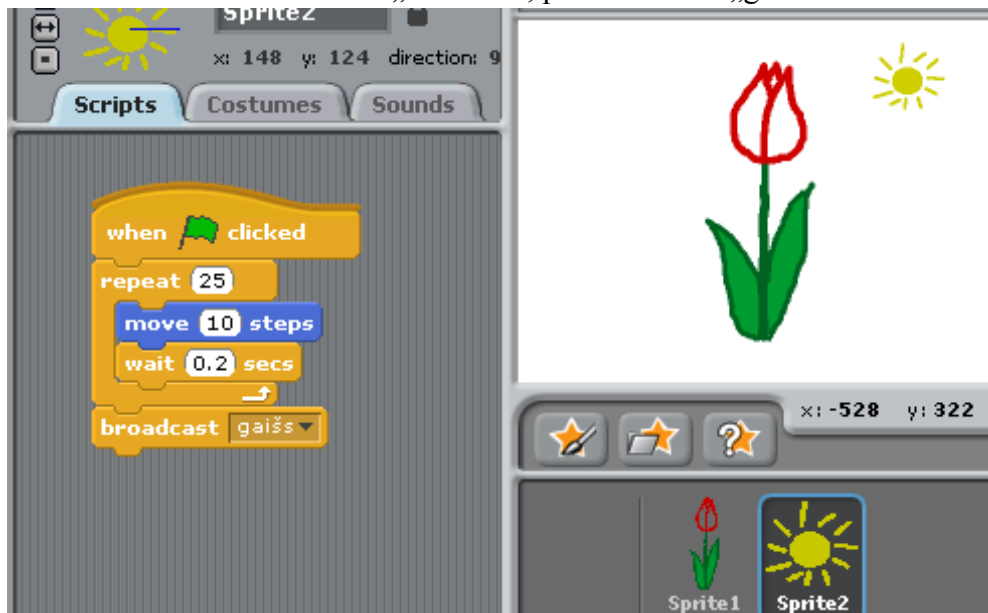 Sprite2
x: 148 y: 124 direction: 9
Scripts Costumes Sounds
when clicked
repeat 25
move 10 steps
wait 0.2 secs
broadcast gaišs
x: -528 y: 322
Sprite1 Sprite2